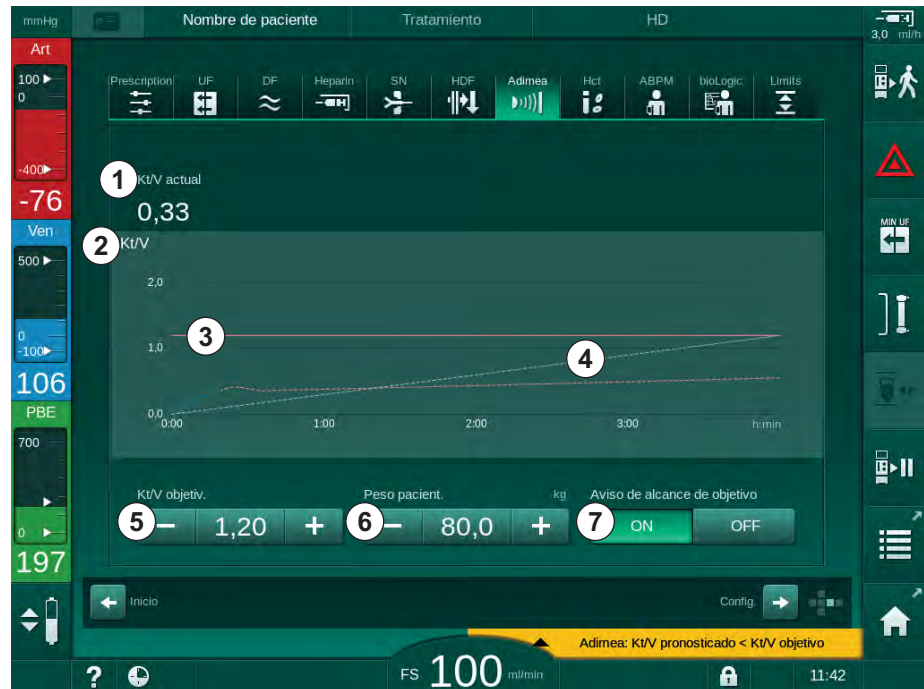 mmHg
Nombre de paciente
Tratamiento
HD
3,0 ml/h
Art
100
0
-400
-76
Ven
500
0
-100
106
PBE
700
0
197
Prescription
UF
DF
Heparin
SN
HDF
Adimea
Hct
ABPM
bioLogic
Limits
1
Kt/V actual
0,33
2
Kt/V
2,0
3
1,0
4
0,0
0:00
1:00
2:00
3:00
h:min
Kt/V objetiv.
Peso pacient.
kg
Aviso de alcance de objetivo
5
− 1,20 +
6
− 80,0 +
7
ON
OFF
Inicio
Config.
Adimea: Kt/V pronosticado < Kt/V objetivo
?
FS 100 ml/min
11:42
MIN UF